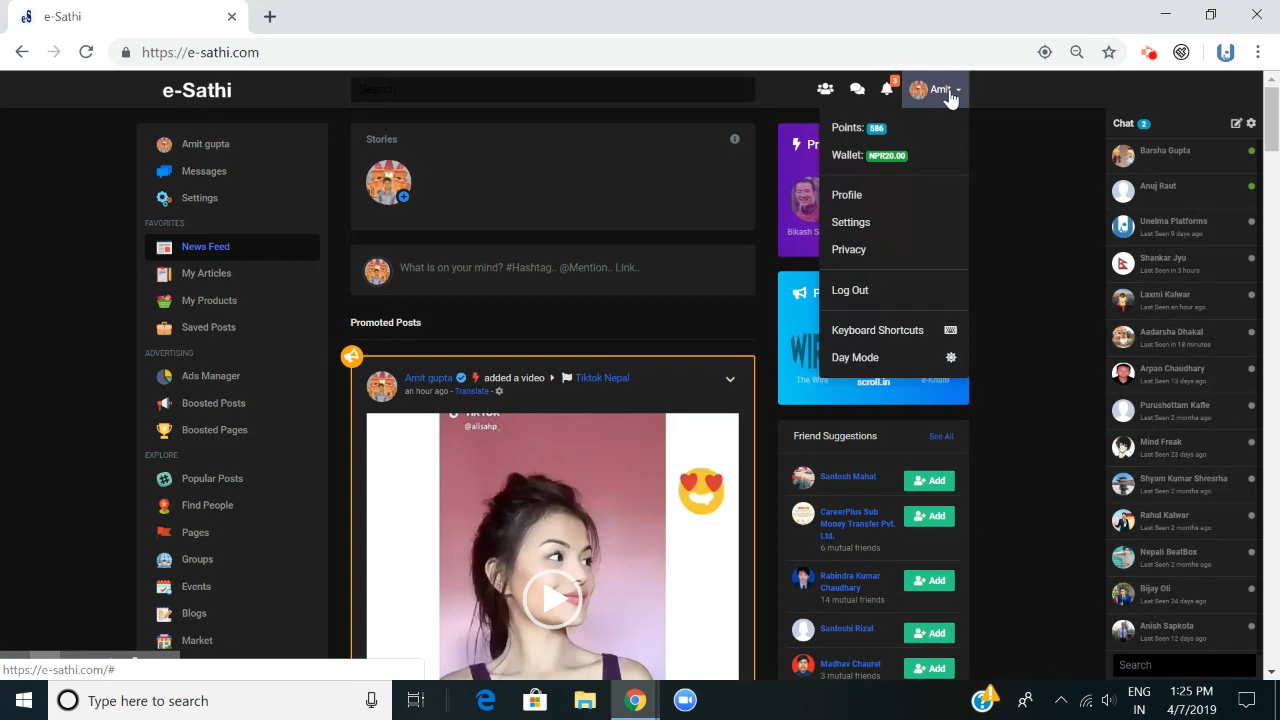 e-Sathi
https://e-sathi.com
e-Sathi
Search
3
Amit
Points: 586
Wallet: NPR20.00
Profile
Settings
Privacy
Log Out
Keyboard Shortcuts
Day Mode
Amit gupta
Messages
Settings
FAVORITES
News Feed
My Articles
My Products
Saved Posts
ADVERTISING
Ads Manager
Boosted Posts
Boosted Pages
EXPLORE
Popular Posts
Find People
Pages
Groups
Events
Blogs
Market
Stories
What is on your mind? #Hashtag.. @Mention.. Link..
Promoted Posts
Amit gupta added a video Tiktok Nepal
an hour ago - Translate -
@alisahp_
Pr
Bikash S
P
WIRE
The Wire
scroll.in
Friend Suggestions
See All
Santosh Mahat
Add
CareerPlus Sub
Money Transfer Pvt.
Ltd.
6 mutual friends
Add
Rabindra Kumar
Chaudhary
14 mutual friends
Add
Santoshi Rizal
Add
Madhav Chaurel
3 mutual friends
Add
Chat 2
Barsha Gupta
Anuj Raut
Unelma Platforms
Last Seen 9 days ago
Shankar Jyu
Last Seen in 3 hours
Laxmi Kalwar
Last Seen an hour ago
Aadarsha Dhakal
Last Seen in 18 minutes
Arpan Chaudhary
Last Seen 13 days ago
Purushottam Kafle
Last Seen 2 months ago
Mind Freak
Last Seen 23 days ago
Shyam Kumar Shresrha
Last Seen 2 months ago
Rahul Kalwar
Last Seen 2 months ago
Nepali BeatBox
Last Seen 2 months ago
Bijay Oli
Last Seen 24 days ago
Anish Sapkota
Last Seen 12 days ago
Search
https://e-sathi.com/#
Type here to search
ENG
IN
1:25 PM
4/7/2019